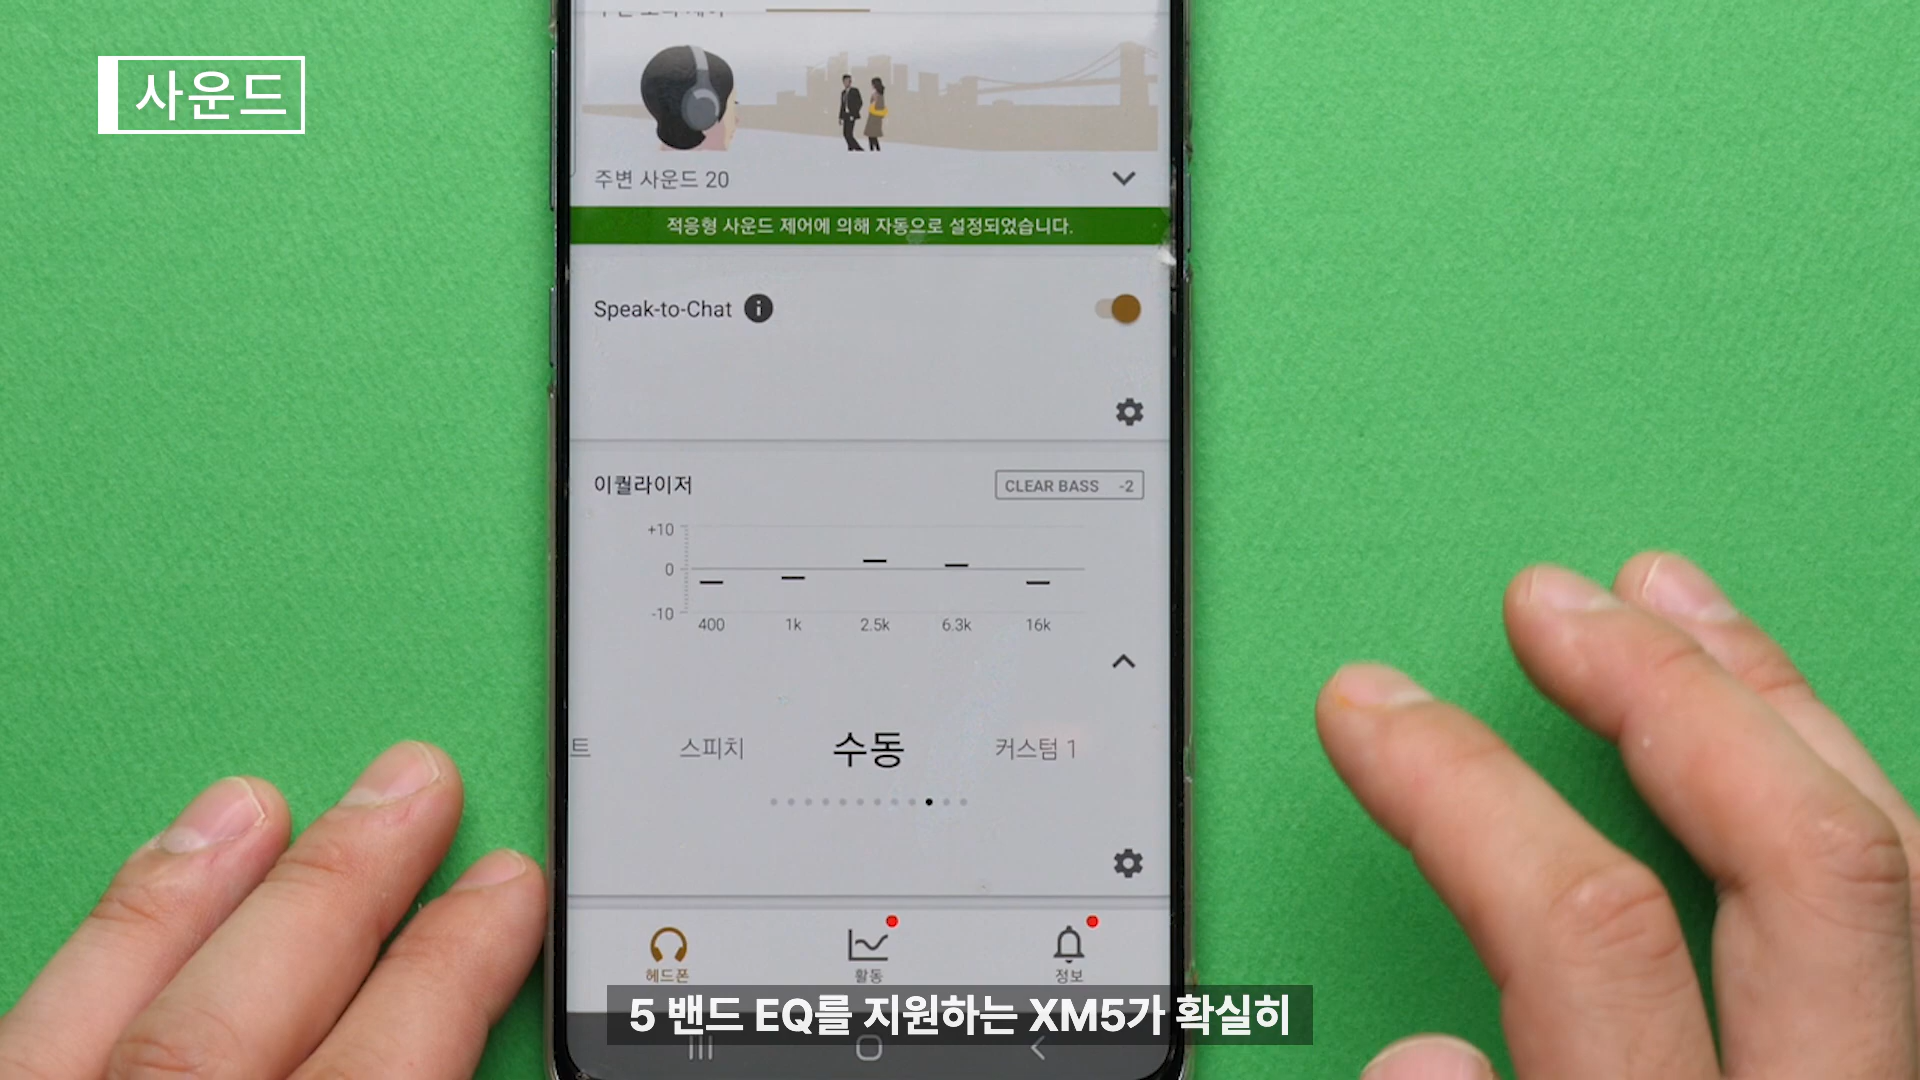 사운드
주변 사운드 20
적응형 사운드 제어에 의해 자동으로 설정되었습니다.
Speak-to-Chat
이퀄라이저
CLEAR BASS -2
+10
0
-10
400 1k 2.5k 6.3k 16k
트 스피치 수동 커스텀 1
헤드폰 활동 정보
5 밴드 EQ를 지원하는 XM5가 확실히